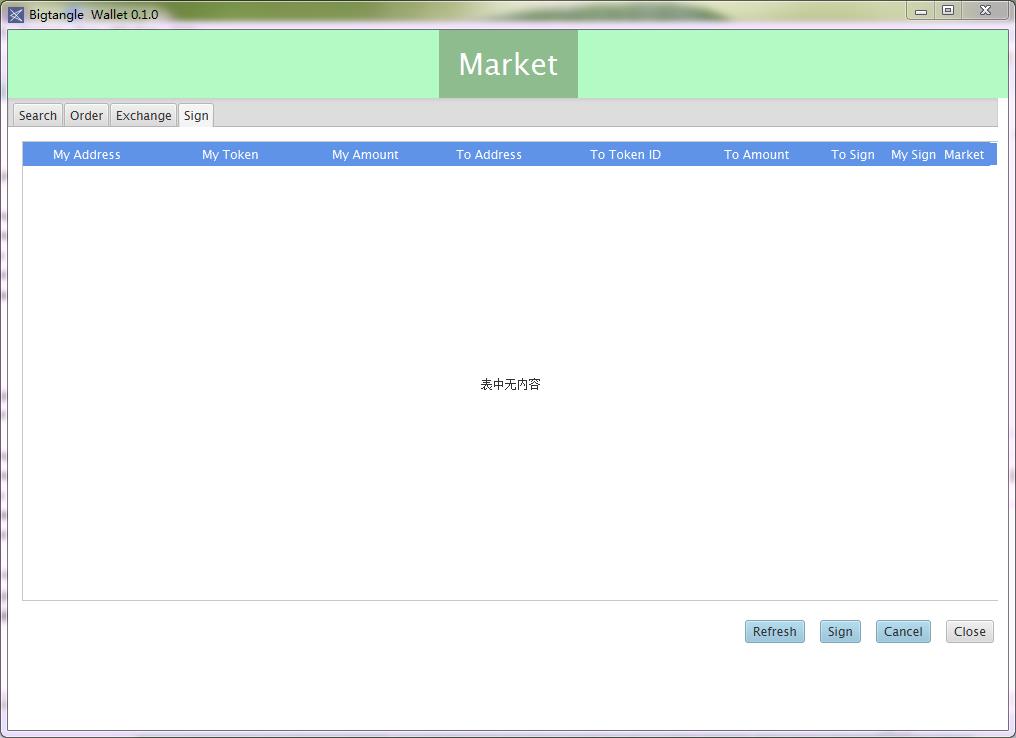 Bigtangle Wallet 0.1.0
Market
Search Order Exchange Sign
My Address My Token My Amount To Address To Token ID To Amount To Sign My Sign Market
表中无内容
Refresh Sign Cancel Close